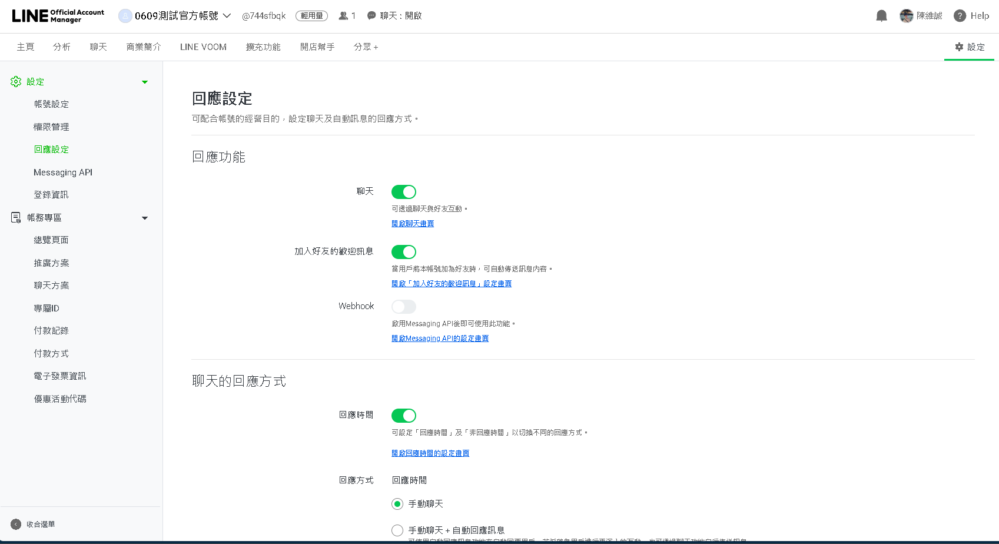 LINE Official Account Manager
0609測試官方帳號
@744sfbqk
輕用量
1
聊天 : 開啟
陳維誠
? Help
主頁
分析
聊天
商業簡介
LINE VOOM
擴充功能
開店幫手
分眾 +
設定
設定
帳號設定
權限管理
回應設定
Messaging API
登錄資訊
帳務專區
總覽頁面
推廣方案
聊天方案
專屬ID
付款記錄
付款方式
電子發票資訊
優惠活動代碼
收合選單
回應設定
可配合帳號的經營目的，設定聊天及自動訊息的回應方式。
回應功能
聊天
可透過聊天與好友互動。
開啟聊天畫面
加入好友的歡迎訊息
當用戶將本帳號加為好友時，可自動傳送訊息內容。
開啟「加入好友的歡迎訊息」設定畫面
Webhook
啟用Messaging API後即可使用此功能。
開啟Messaging API的設定畫面
聊天的回應方式
回應時間
可設定「回應時間」及「非回應時間」以切換不同的回應方式。
開啟回應時間的設定畫面
回應方式
回應時間
手動聊天
手動聊天 + 自動回應訊息